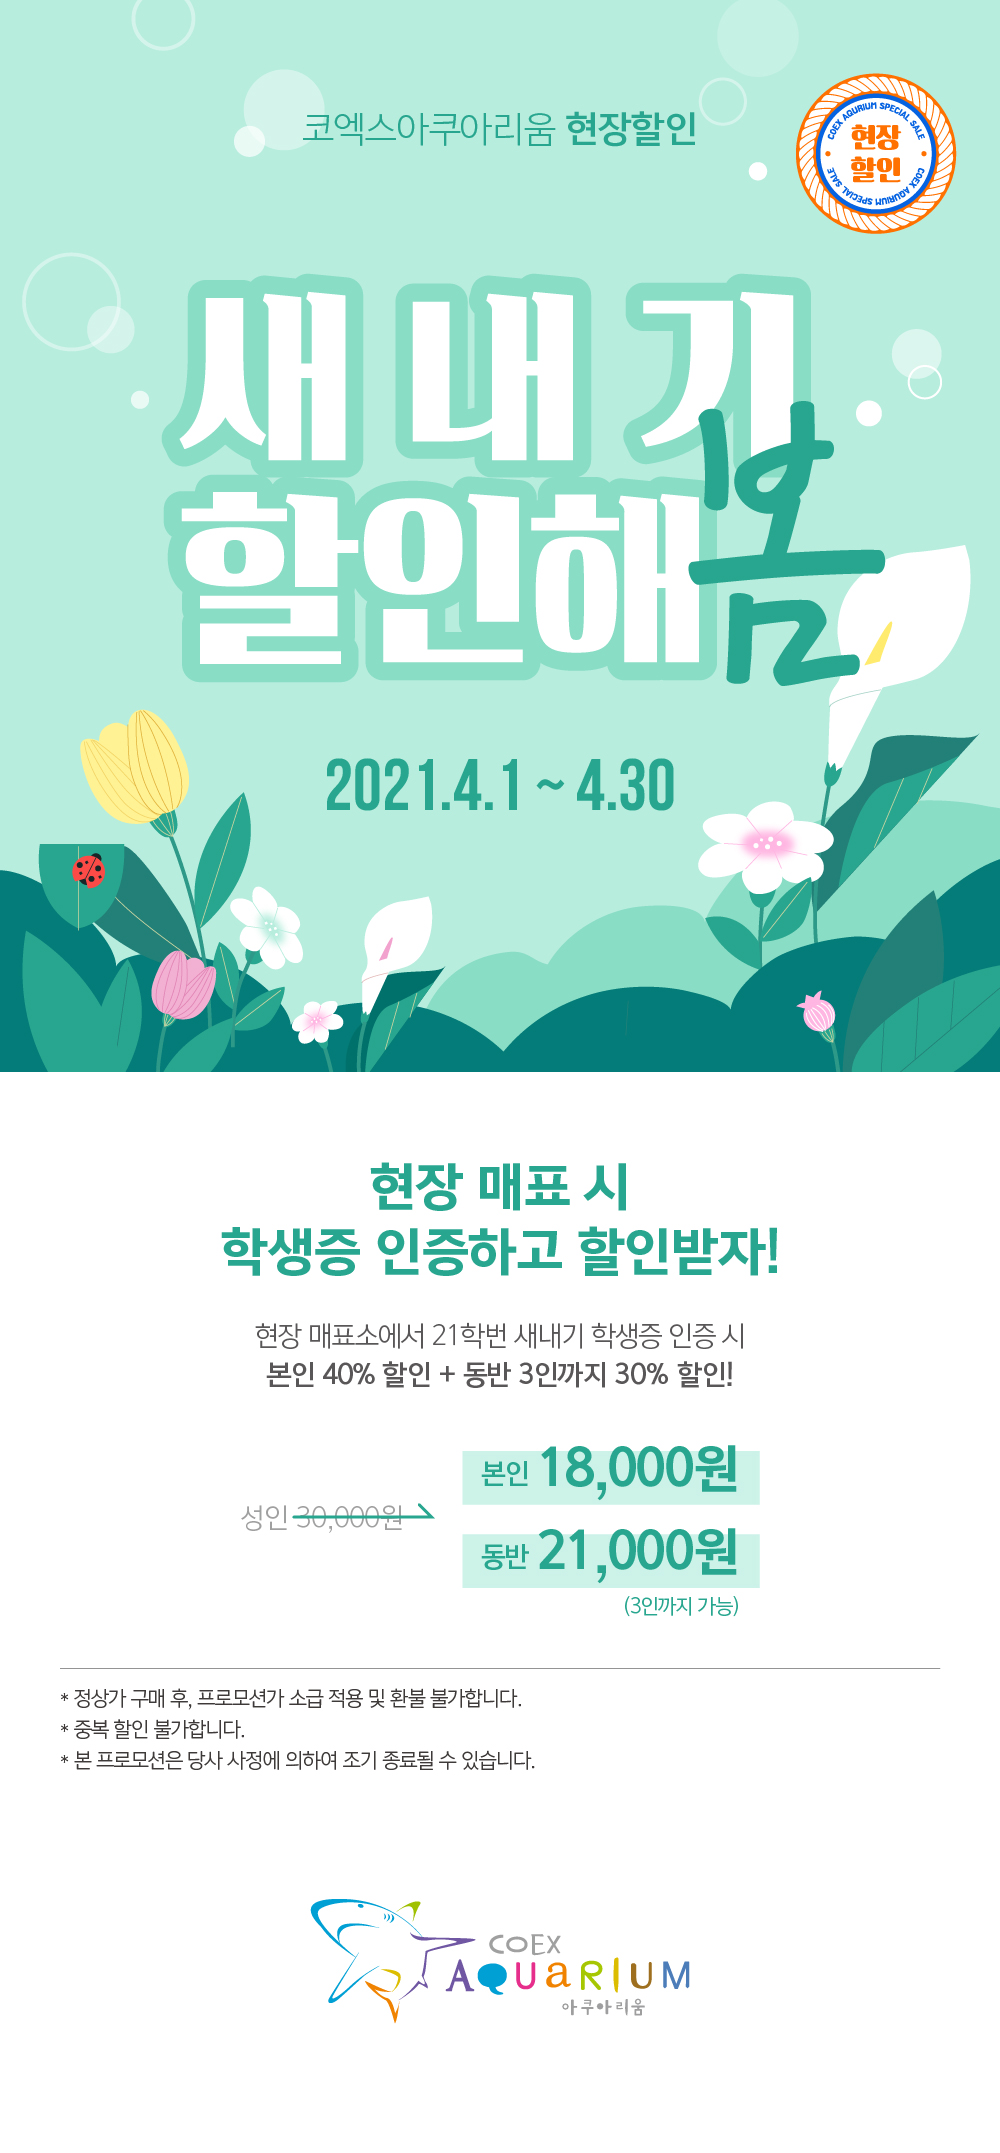 코엑스아쿠아리움 현장할인
COEX AQURIUM SPECIAL SALE
현장
할인
COEX AQURIUM SPECIAL SALE
새내기
할인해봄
2021.4.1 ~ 4.30
현장 매표 시
학생증 인증하고 할인받자!
현장 매표소에서 21학번 새내기 학생증 인증 시
본인 40% 할인 + 동반 3인까지 30% 할인!
성인 30,000원
본인 18,000원
동반 21,000원
(3인까지 가능)
* 정상가 구매 후, 프로모션가 소급 적용 및 환불 불가합니다.
* 중복 할인 불가합니다.
* 본 프로모션은 당사 사정에 의하여 조기 종료될 수 있습니다.
COEX
AQUARIUM
아쿠아리움